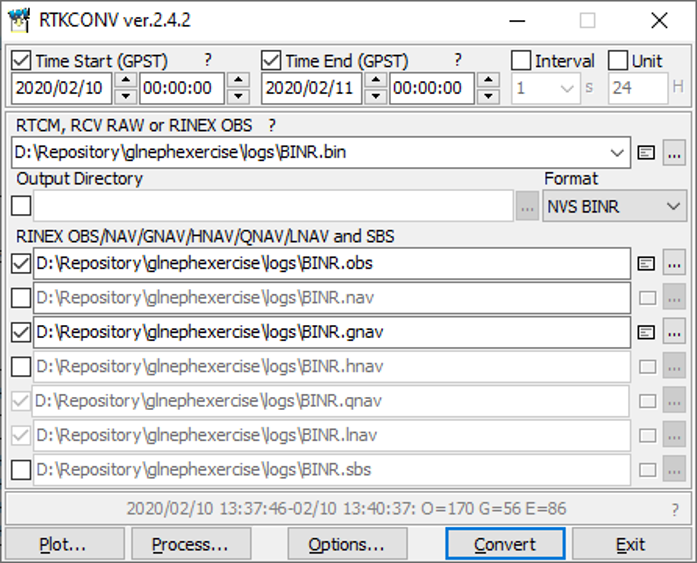 RTKCONV ver.2.4.2
Time Start (GPST) ? Time End (GPST) ? Interval Unit
2020/02/10 00:00:00 2020/02/11 00:00:00 1 s 24 H
RTCM, RCV RAW or RINEX OBS ?
D:\Repository\glnephexercise\logs\BINR.bin ...
Output Directory Format
... NVS BINR
RINEX OBS/NAV/GNAV/HNAV/QNAV/LNAV and SBS
D:\Repository\glnephexercise\logs\BINR.obs ...
D:\Repository\glnephexercise\logs\BINR.nav ...
D:\Repository\glnephexercise\logs\BINR.gnav ...
D:\Repository\glnephexercise\logs\BINR.hnav ...
D:\Repository\glnephexercise\logs\BINR.qnav ...
D:\Repository\glnephexercise\logs\BINR.lnav ...
D:\Repository\glnephexercise\logs\BINR.sbs ...
2020/02/10 13:37:46-02/10 13:40:37: O=170 G=56 E=86 ?
Plot... Process... Options... Convert Exit